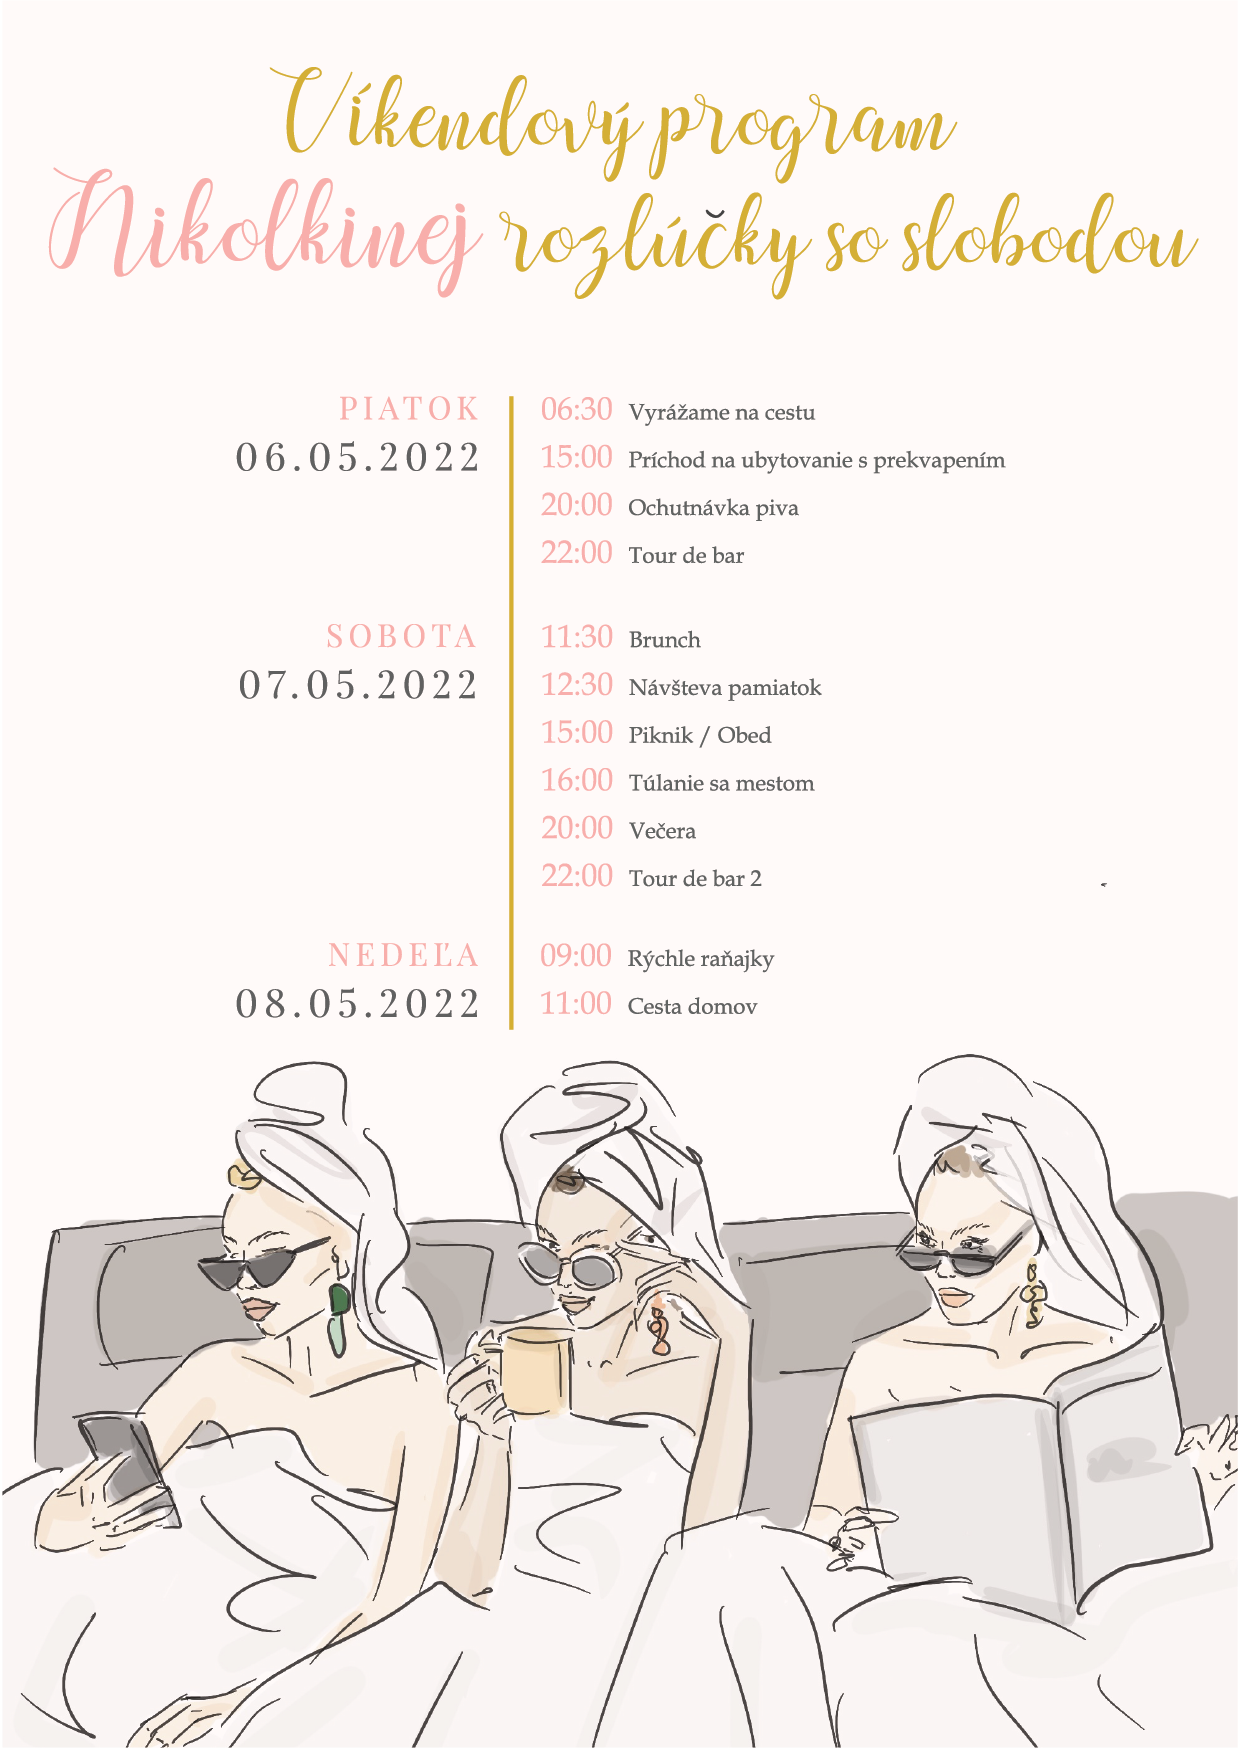 Víkendový program
Nikolkinej rozlúčky so slobodou
PIATOK
06.05.2022
06:30 Vyrážame na cestu
15:00 Príchod na ubytovanie s prekvapením
20:00 Ochutnávka piva
22:00 Tour de bar
SOBOTA
07.05.2022
11:30 Brunch
12:30 Návšteva pamiatok
15:00 Piknik / Obed
16:00 Túlanie sa mestom
20:00 Večera
22:00 Tour de bar 2
NEDEĽA
08.05.2022
09:00 Rýchle raňajky
11:00 Cesta domov